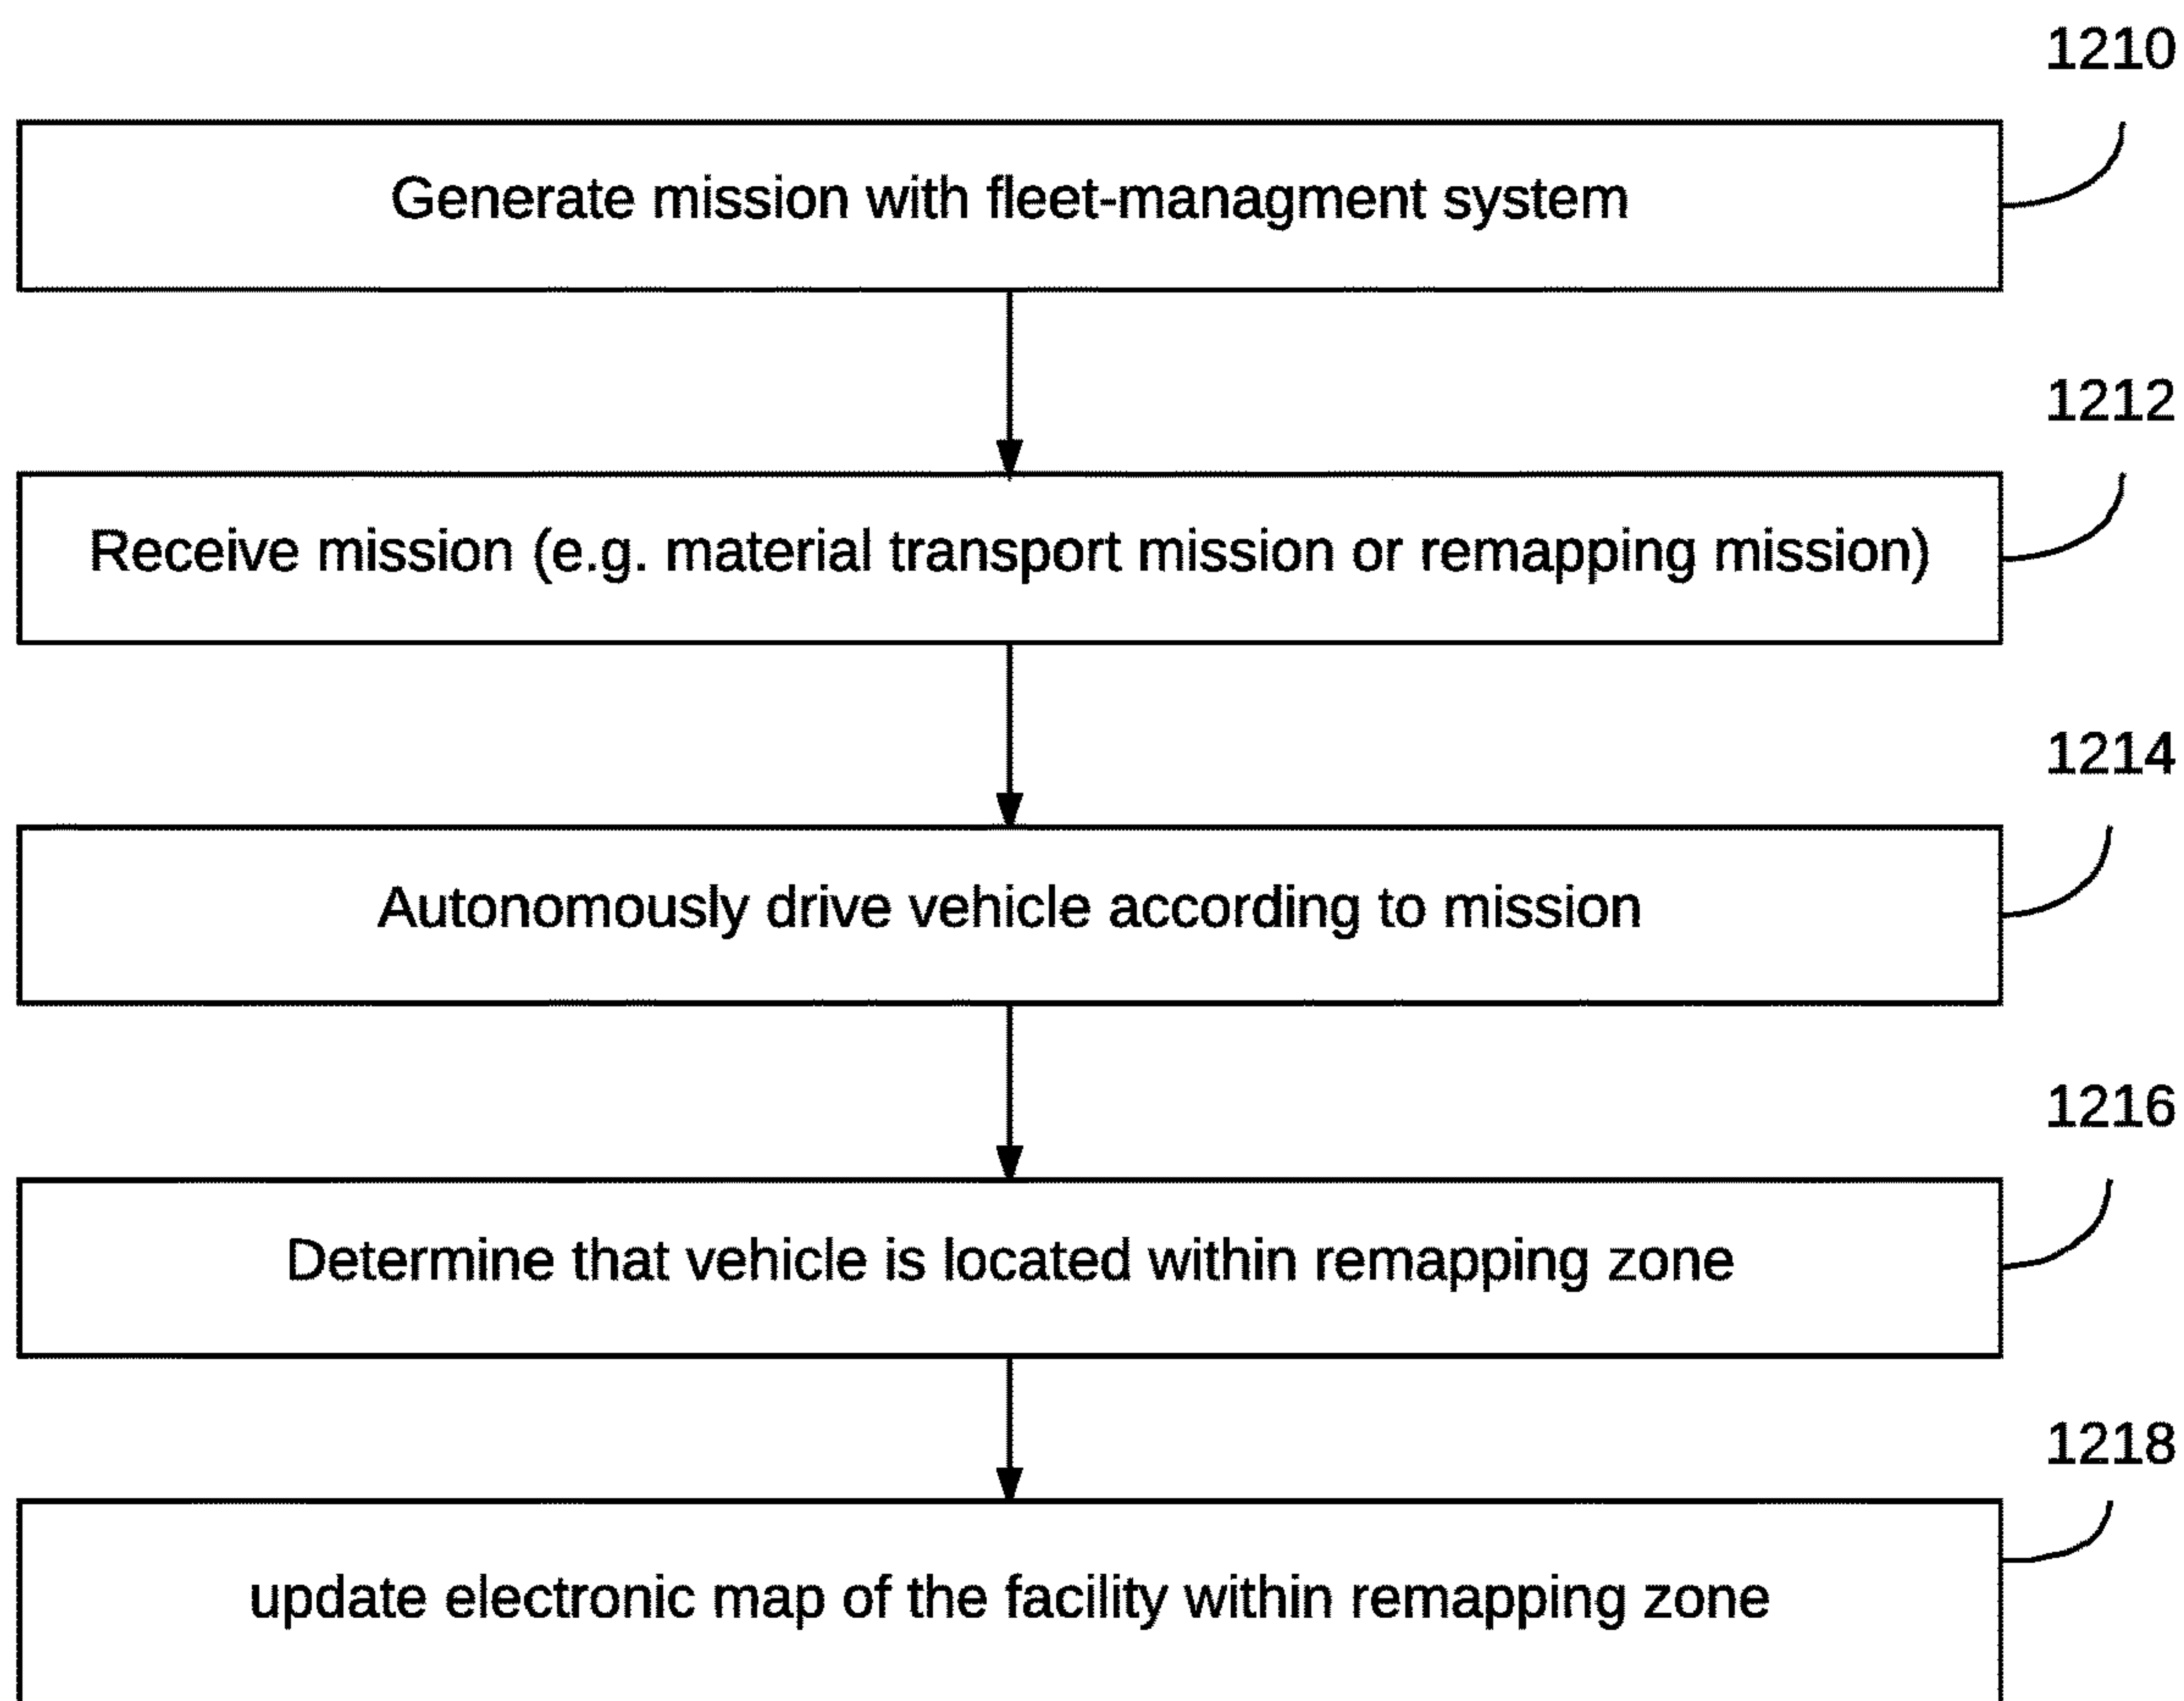 1210
Generate mission with fleet-managment system
1212
Receive mission (e.g. material transport mission or remapping mission)
1214
Autonomously drive vehicle according to mission
1216
Determine that vehicle is located within remapping zone
1218
update electronic map of the facility within remapping zone